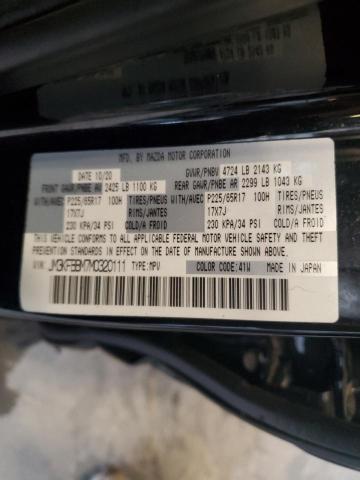 MFD. BY MAZDA MOTOR CORPORATION
DATE: 10/20 GVWR/PNBV 4724 LB 2143 KG
FRONT GAWR/PNBE AR 2425 LB 1100 KG REAR GAWR/PNBE AR 2299 LB 1043 KG
WITH/AVEC P225/65R17 100H TIRES/PNEUS WITH/AVEC P225/65R17 100H TIRES/PNEUS
17X7J RIMS/JANTES 17X7J RIMS/JANTES
230 KPA/34 PSI COLD/A FROID 230 KPA/34 PSI COLD/A FROID
THIS VEHICLE CONFORMS TO ALL APPLICABLE FEDERAL MOTOR VEHICLE SAFETY
STANDARDS IN EFFECT ON THE DATE OF MANUFACTURE SHOWN ABOVE.
VIN: TYPE: MPV COLOR CODE: 41W MADE IN JAPAN